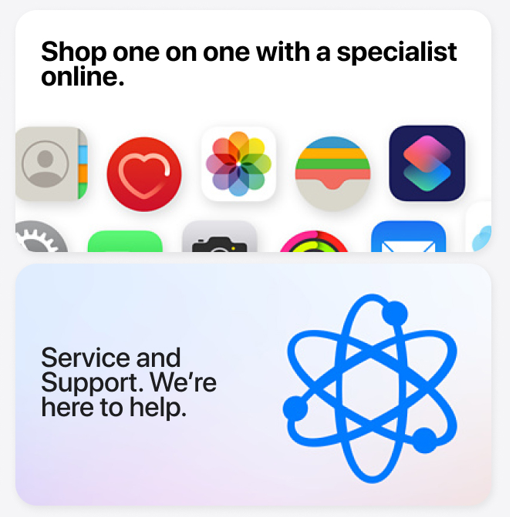 Shop one on one with a specialist
online.
Service and
Support. We’re
here to help.